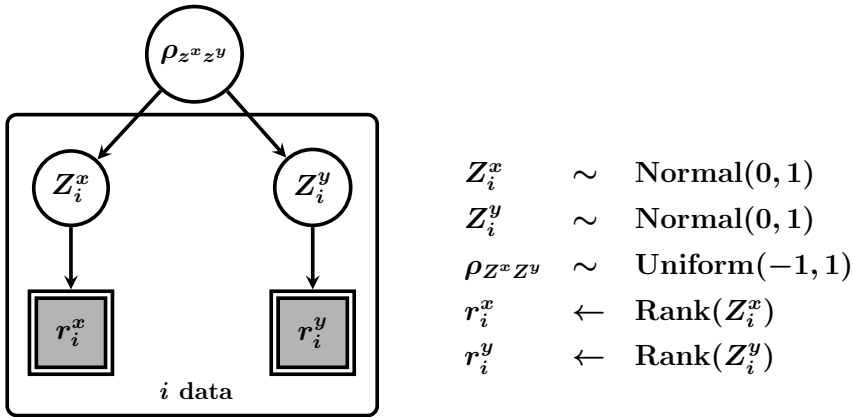 ρ_{z^x z^y}
Z_i^x Z_i^y
r_i^x r_i^y
i data
Z_i^x ∼ Normal(0, 1)
Z_i^y ∼ Normal(0, 1)
ρ_{Z^x Z^y} ∼ Uniform(−1, 1)
r_i^x ← Rank(Z_i^x)
r_i^y ← Rank(Z_i^y)